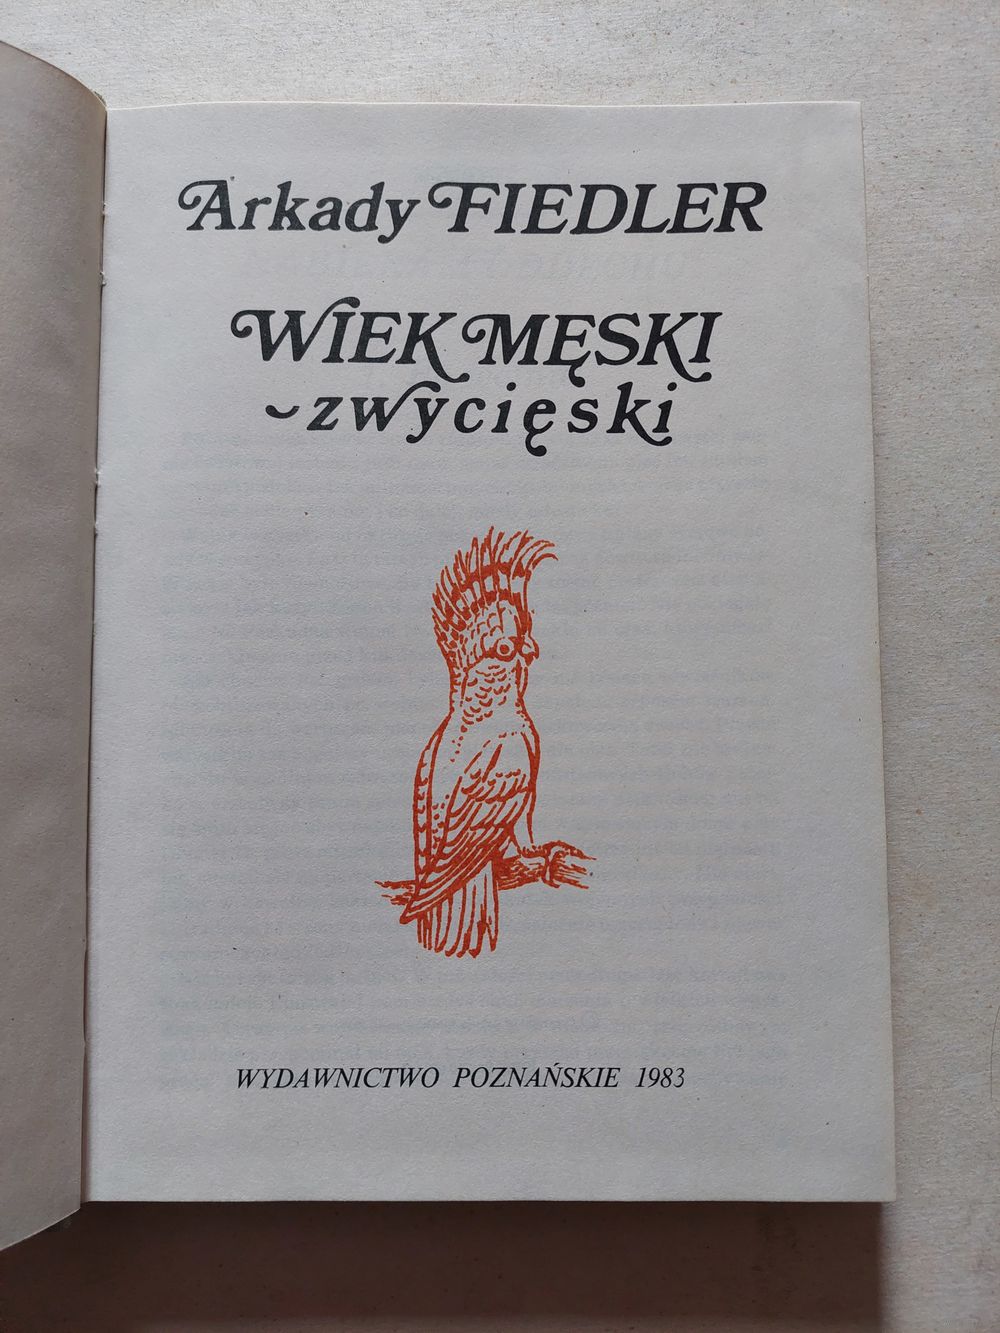 Arkady FIEDLER
WIEK MĘSKI
-zwycięski
WYDAWNICTWO POZNAŃSKIE 1983